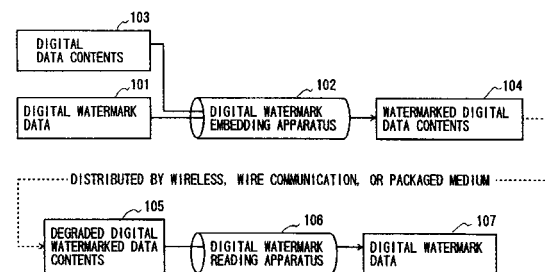 103
DIGITAL
DATA CONTENTS
101
DIGITAL WATERMARK
DATA
102
DIGITAL WATERMARK
EMBEDDING APPARATUS
104
WATERMARKED DIGITAL
DATA CONTENTS
DISTRIBUTED BY WIRELESS, WIRE COMMUNICATION, OR PACKAGED MEDIUM
105
DEGRADED DIGITAL
WATERMARKED DATA
CONTENTS
106
DIGITAL WATERMARK
READING APPARATUS
107
DIGITAL WATERMARK
DATA